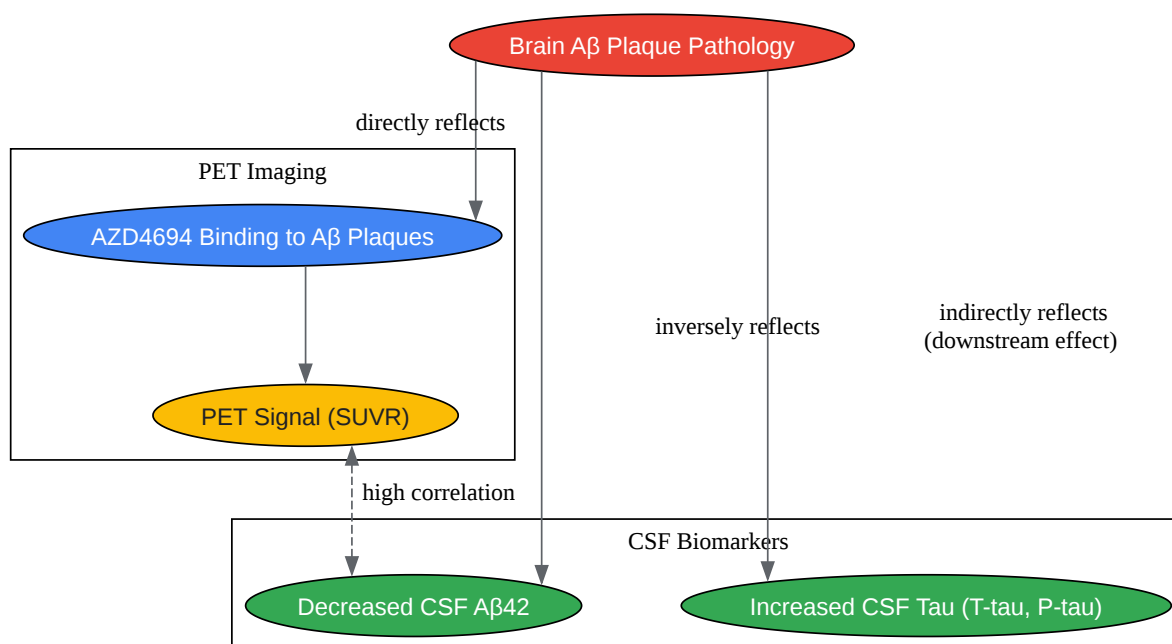 Brain Aβ Plaque Pathology
directly reflects
PET Imaging
AZD4694 Binding to Aβ Plaques
inversely reflects
indirectly reflects
(downstream effect)
PET Signal (SUVR)
high correlation
CSF Biomarkers
Decreased CSF Aβ42
Increased CSF Tau (T-tau, P-tau)